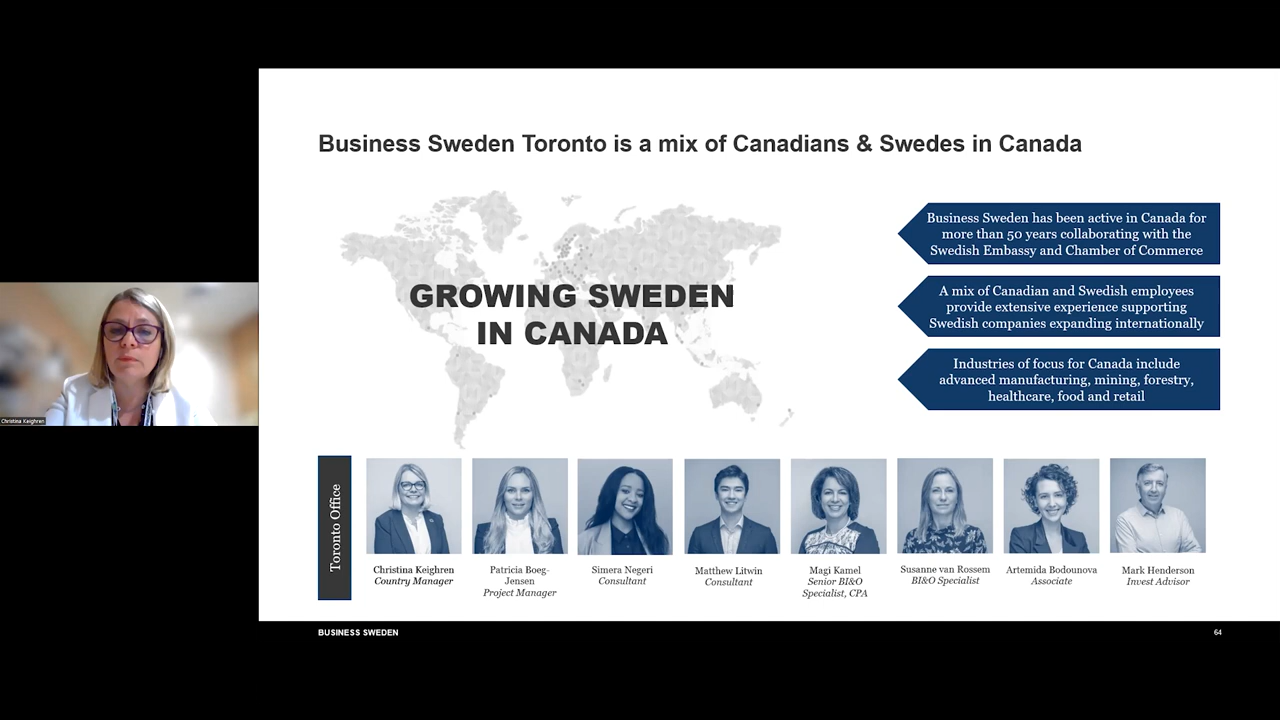 Business Sweden Toronto is a mix of Canadians & Swedes in Canada
GROWING SWEDEN
IN CANADA
Business Sweden has been active in Canada for
more than 50 years collaborating with the
Swedish Embassy and Chamber of Commerce
A mix of Canadian and Swedish employees
provide extensive experience supporting
Swedish companies expanding internationally
Industries of focus for Canada include
advanced manufacturing, mining, forestry,
healthcare, food and retail
Christina Keighren
Toronto Office
Christina Keighren
Country Manager
Patricia Boeg-
Jensen
Project Manager
Simera Negeri
Consultant
Matthew Litwin
Consultant
Magi Kamel
Senior BI&O
Specialist, CPA
Susanne van Rossem
BI&O Specialist
Artemida Bodounova
Associate
Mark Henderson
Invest Advisor
BUSINESS SWEDEN
64